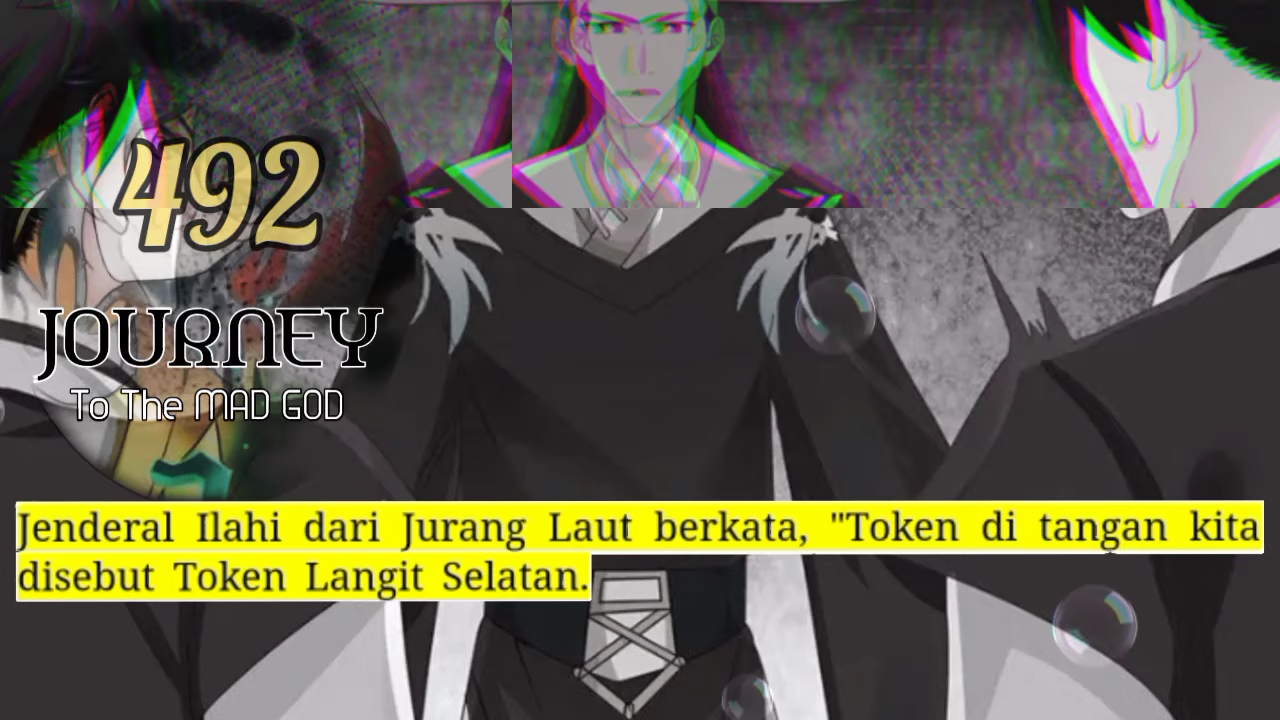 492
JOURNEY
To The MAD GOD
Jenderal Ilahi dari Jurang Laut berkata, "Token di tangan kita
disebut Token Langit Selatan.